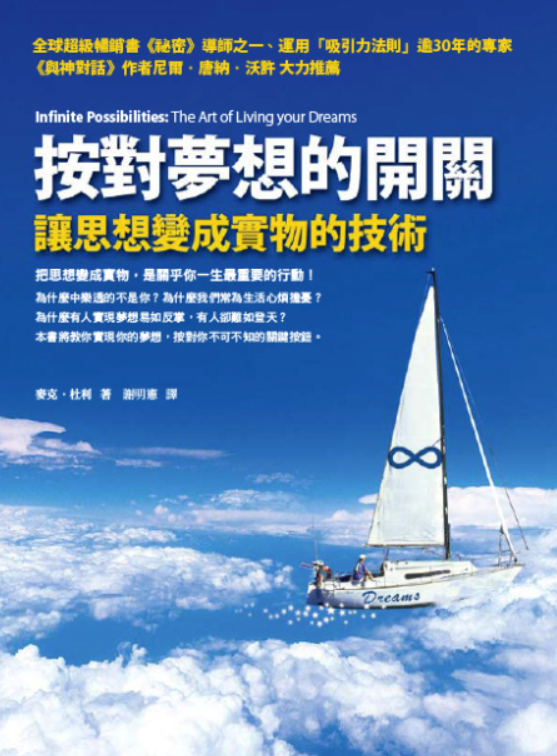 全球超級暢銷書《祕密》導師之一、運用「吸引力法則」逾30年的專家
《與神對話》作者尼爾・唐納・沃許 大力推薦
Infinite Possibilities: The Art of Living your Dreams
按對夢想的開關
讓思想變成實物的技術
把思想變成實物，是關乎你一生最重要的行動！
為什麼中樂透的不是你？為什麼我們常為生活心煩擔憂？
為什麼有人實現夢想易如反掌，有人卻難如登天？
本書將教你實現你的夢想，按對你不可不知的關鍵按鈕。
麥克・杜利 著 謝明憲 譯
Dreams